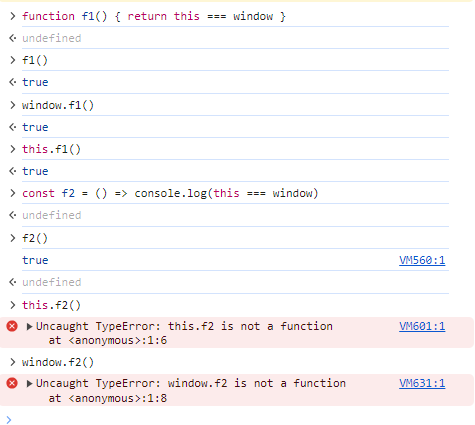 function f1() { return this === window }
undefined
f1()
true
window.f1()
true
this.f1()
true
const f2 = () => console.log(this === window)
undefined
f2()
true VM560:1
undefined
this.f2()
Uncaught TypeError: this.f2 is not a function VM601:1
at <anonymous>:1:6
window.f2()
Uncaught TypeError: window.f2 is not a function VM631:1
at <anonymous>:1:8